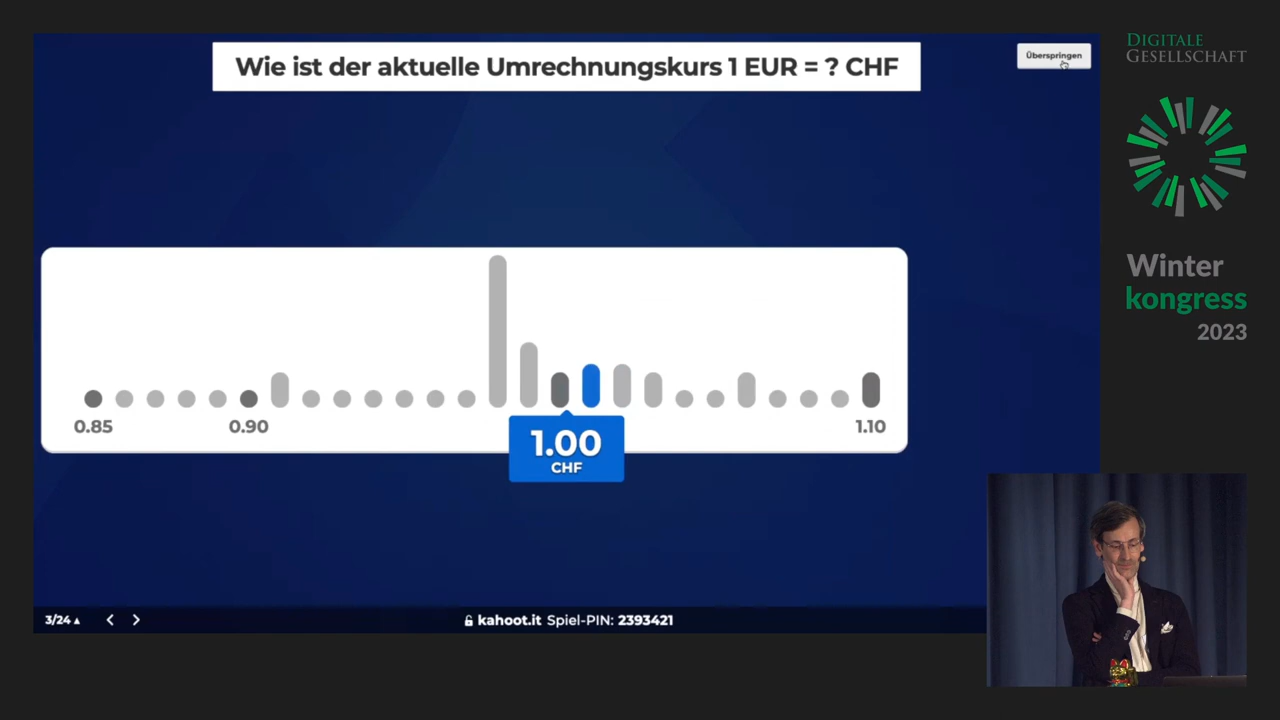 Wie ist der aktuelle Umrechnungskurs 1 EUR = ? CHF
Überspringen
DIGITALE
GESELLSCHAFT
Winter
kongress
2023
0.85
0.90
1.10
1.00
CHF
3/24
kahoot.it Spiel-PIN: 2393421